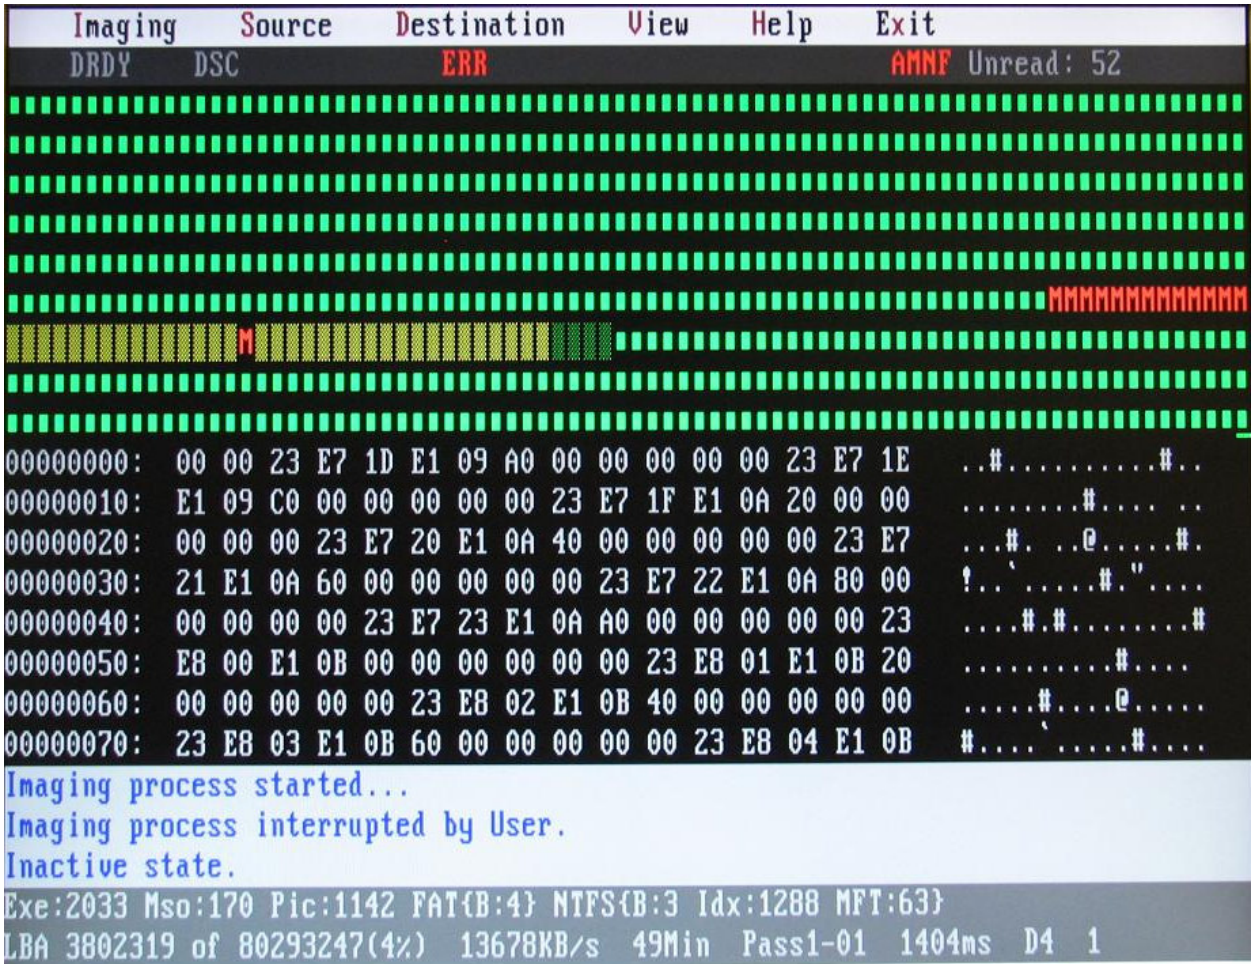 Imaging Source Destination View Help Exit
DRDY DSC ERR AMNF Unread: 52
MMMMMMMMMMMMM
M
00000000: 00 00 23 E7 1D E1 09 A0 00 00 00 00 00 23 E7 1E ..#..........#..
00000010: E1 09 C0 00 00 00 00 00 23 E7 1F E1 0A 20 00 00 ........#.... ..
00000020: 00 00 00 23 E7 20 E1 0A 40 00 00 00 00 00 23 E7 ...#. ..@.....#.
00000030: 21 E1 0A 60 00 00 00 00 00 23 E7 22 E1 0A 80 00 !..`.....#."....
00000040: 00 00 00 00 23 E7 23 E1 0A A0 00 00 00 00 00 23 ....#.#........#
00000050: E8 00 E1 0B 00 00 00 00 00 00 23 E8 01 E1 0B 20 ..........#....
00000060: 00 00 00 00 00 23 E8 02 E1 0B 40 00 00 00 00 00 .....#....@.....
00000070: 23 E8 03 E1 0B 60 00 00 00 00 00 23 E8 04 E1 0B #....`.....#....
Imaging process started...
Imaging process interrupted by User.
Inactive state.
Exe:2033 Mso:170 Pic:1142 FAT{B:4} NTFS{B:3 Idx:1288 MFT:63}
LBA 3802319 of 80293247(4%) 13678KB/s 49Min Pass1-01 1404ms D4 1